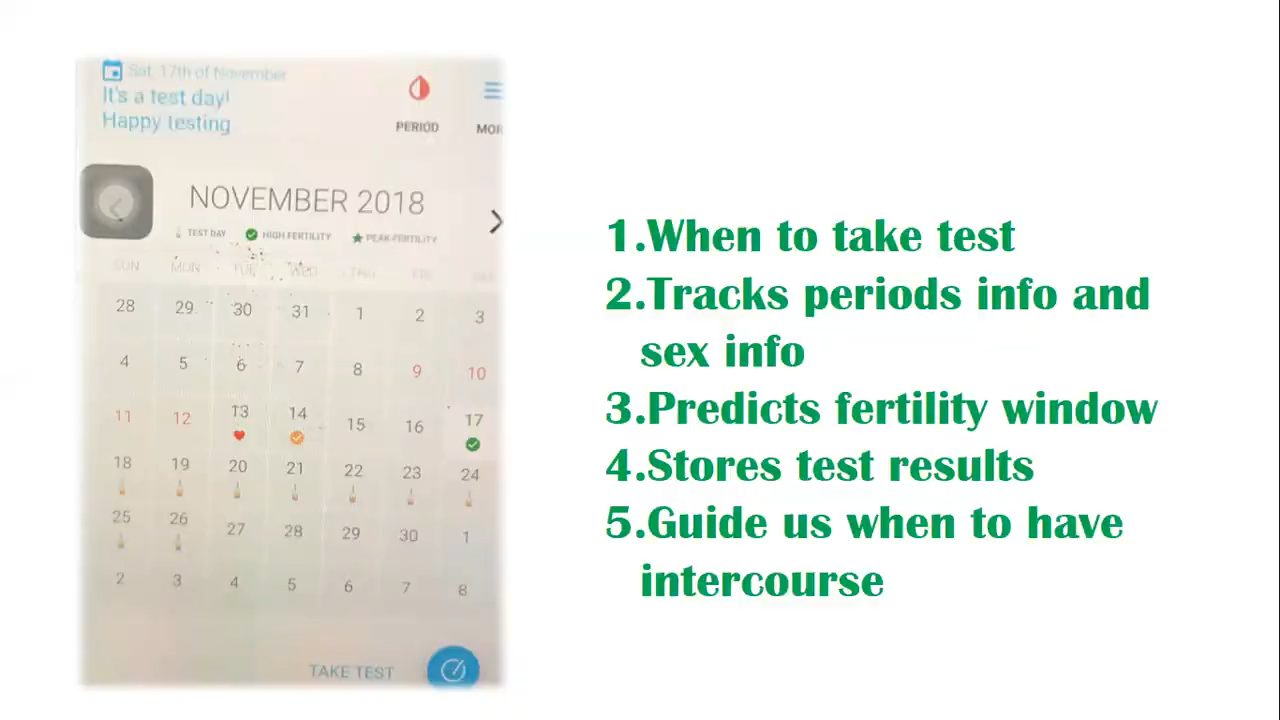 Sat, 17th of November
It's a test day!
Happy testing
PERIOD
MOR
NOVEMBER 2018
TEST DAY HIGH FERTILITY PEAK-FERTILITY
SUN MON TUE WED THU FRI
28 29 30 31 1 2 3
4 5 6 7 8 9 10
11 12 13 14 15 16 17
18 19 20 21 22 23 24
25 26 27 28 29 30 1
2 3 4 5 6 7 8
TAKE TEST
1.When to take test
2.Tracks periods info and
sex info
3.Predicts fertility window
4.Stores test results
5.Guide us when to have
intercourse